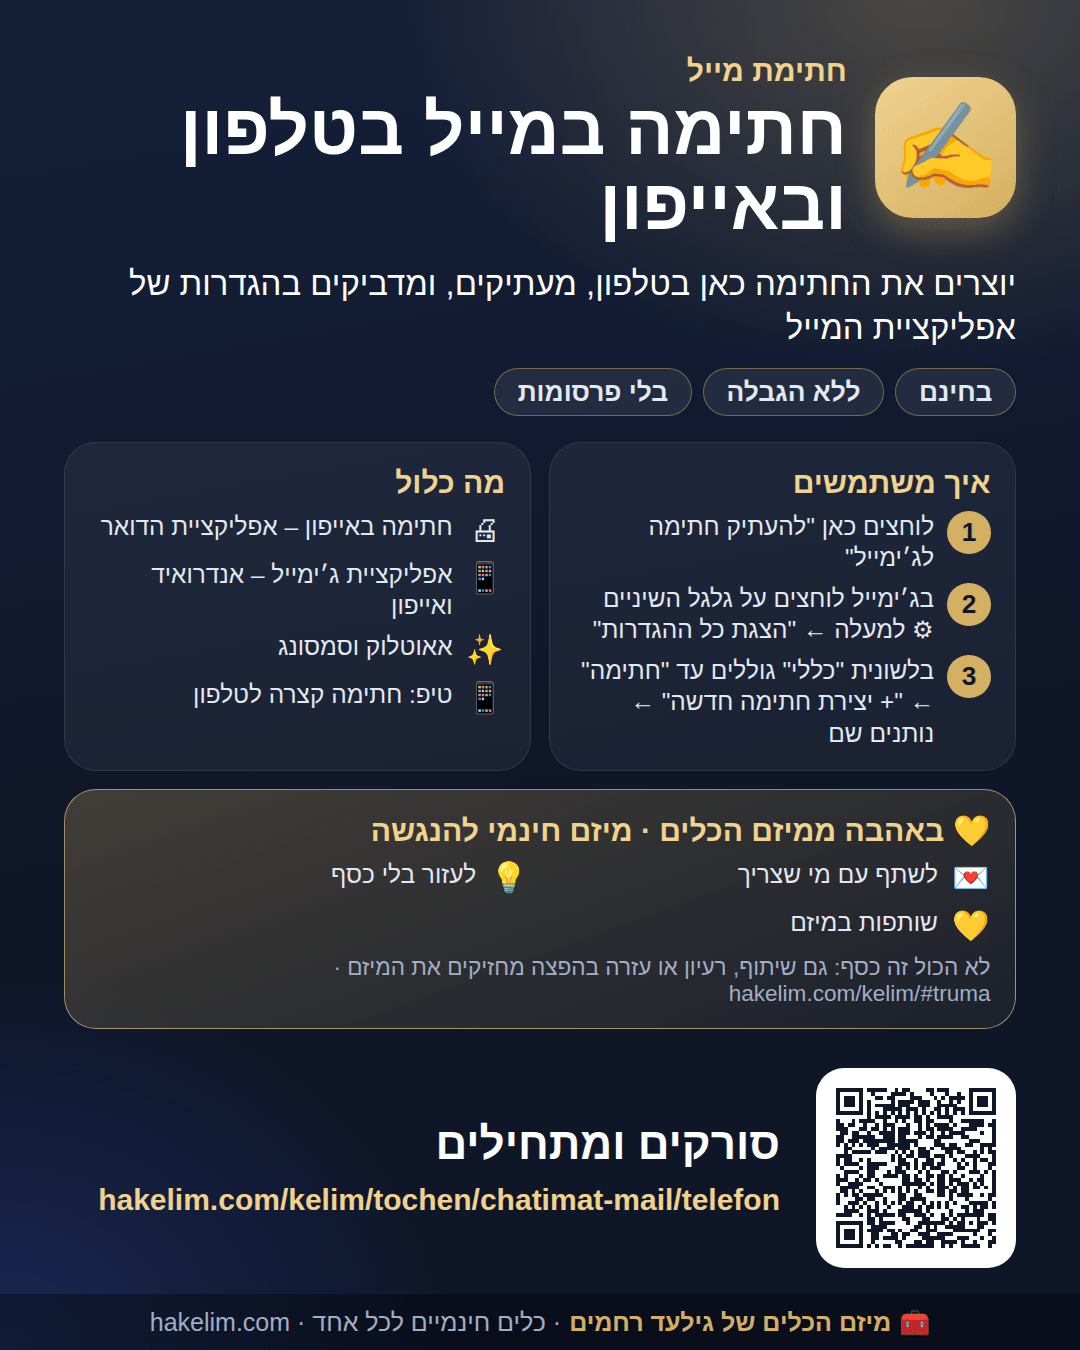 חתימת מייל
חתימה במייל בטלפון
ובאייפון
יוצרים את החתימה כאן בטלפון, מעתיקים, ומדביקים בהגדרות של
אפליקציית המייל
בחינם
ללא הגבלה
בלי פרסומות
איך משתמשים
1 לוחצים כאן "להעתיק חתימה
לג׳ימייל"
2 בג׳ימייל לוחצים על גלגל השיניים
⚙ למעלה ← "הצגת כל ההגדרות"
3 בלשונית "כללי" גוללים עד "חתימה"
← "+ יצירת חתימה חדשה" ←
נותנים שם
מה כלול
חתימה באייפון – אפליקציית הדואר
אפליקציית ג׳ימייל – אנדרואיד
ואייפון
אאוטלוק וסמסונג
טיפ: חתימה קצרה לטלפון
באהבה ממיזם הכלים · מיזם חינמי להנגשה
לשתף עם מי שצריך
לעזור בלי כסף
שותפות במיזם
לא הכול זה כסף: גם שיתוף, רעיון או עזרה בהפצה מחזיקים את המיזם ·
hakelim.com/kelim/#truma
סורקים ומתחילים
hakelim.com/kelim/tochen/chatimat-mail/telefon
מיזם הכלים של גילעד רחמים · כלים חינמיים לכל אחד · hakelim.com